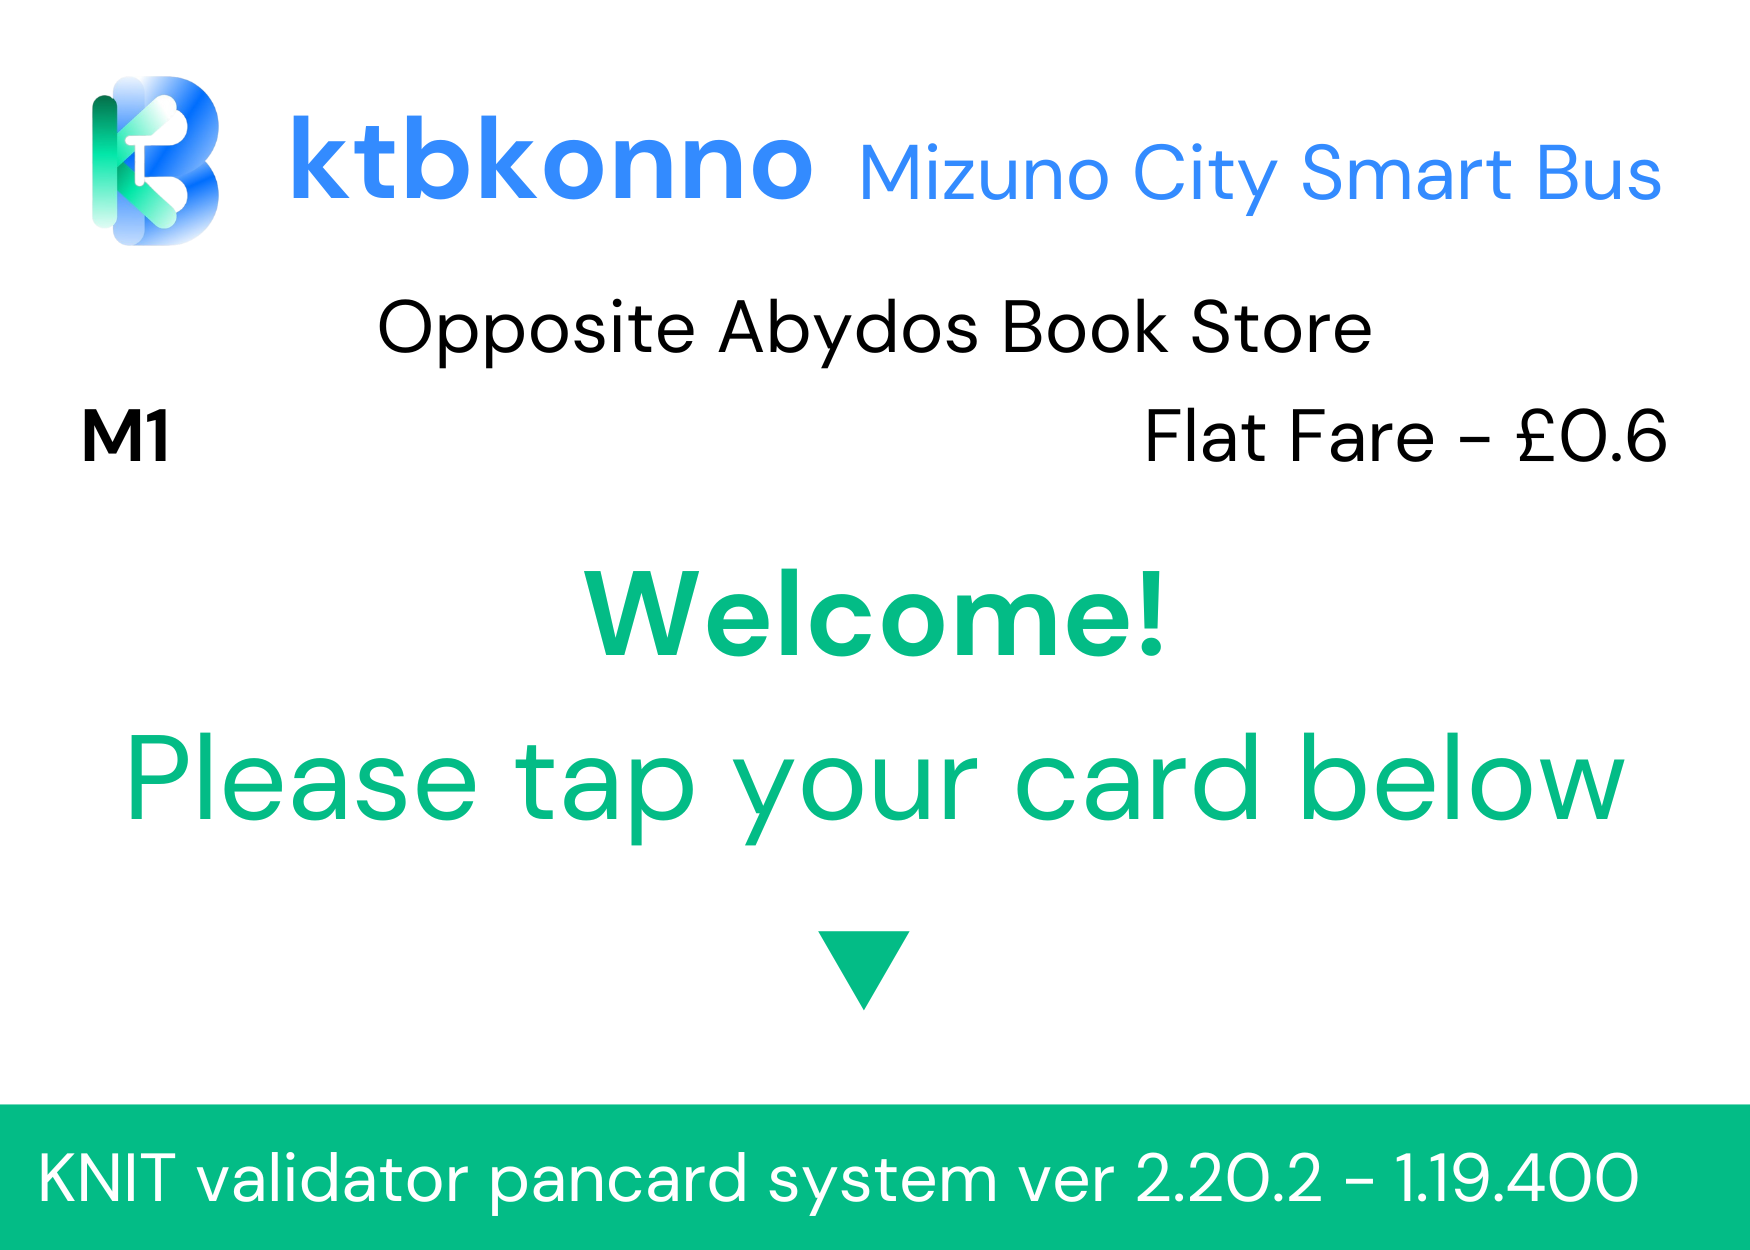 ktbkonno Mizuno City Smart Bus
Opposite Abydos Book Store
M1 Flat Fare - £0.6
Welcome!
Please tap your card below
KNIT validator pancard system ver 2.20.2 - 1.19.400